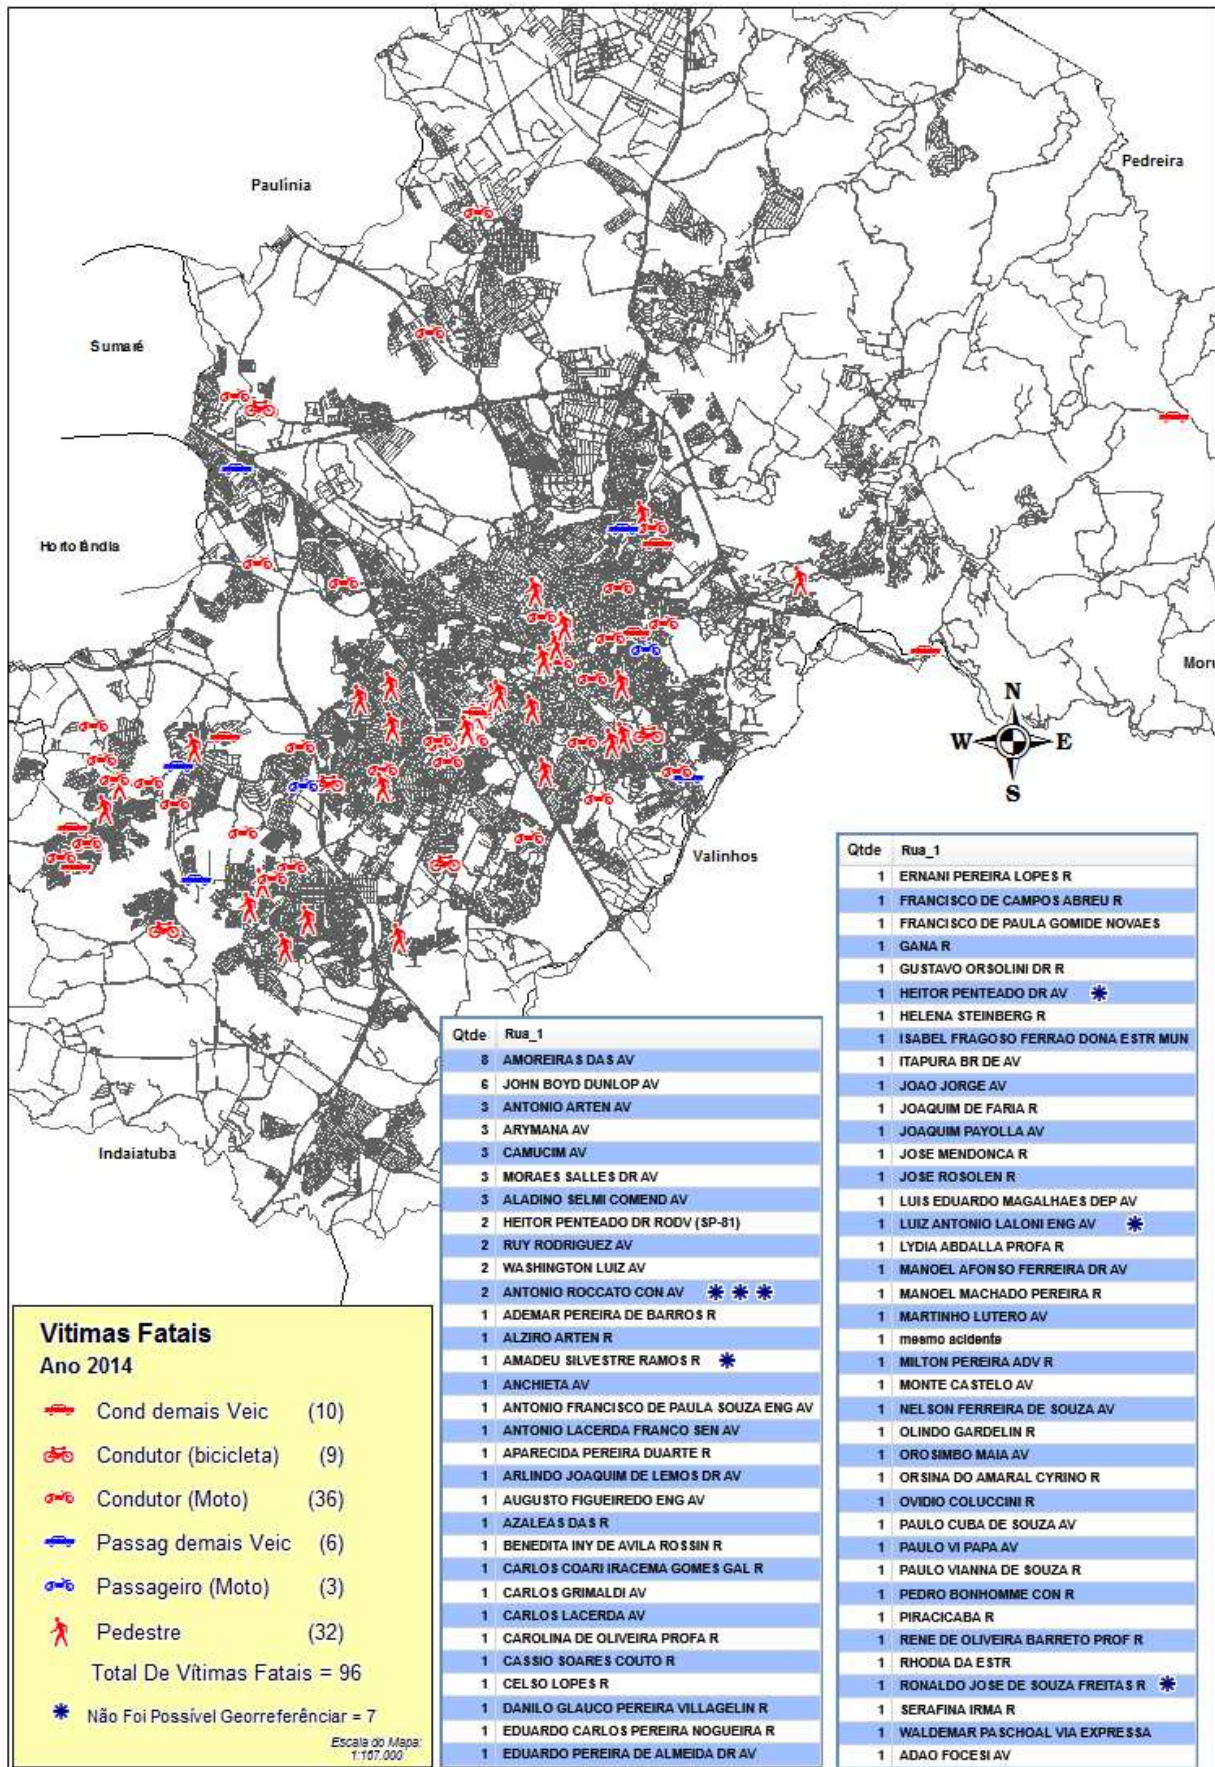 Pedreira
Paulínia
Sumaré
Hortolândia
Moru
N
W E
S
Valinhos
Indaiatuba
Qtde Rua_1
8 AMOREIRAS DAS AV
6 JOHN BOYD DUNLOP AV
3 ANTONIO ARTEN AV
3 ARYMANA AV
3 CAMUCIM AV
3 MORAES SALLES DR AV
3 ALADINO SELMI COMEND AV
2 HEITOR PENTEADO DR RODV (SP-81)
2 RUY RODRIGUEZ AV
2 WASHINGTON LUIZ AV
2 ANTONIO ROCCATO CON AV
1 ADEMAR PEREIRA DE BARROS R
1 ALZIRO ARTEN R
1 AMADEU SILVESTRE RAMOS R
1 ANCHIETA AV
1 ANTONIO FRANCISCO DE PAULA SOUZA ENG AV
1 ANTONIO LACERDA FRANCO SEN AV
1 APARECIDA PEREIRA DUARTE R
1 ARLINDO JOAQUIM DE LEMOS DR AV
1 AUGUSTO FIGUEIREDO ENG AV
1 AZALEAS DAS R
1 BENEDITA INY DE AVILA ROSSIN R
1 CARLOS COARI IRACEMA GOMES GAL R
1 CARLOS GRIMALDI AV
1 CARLOS LACERDA AV
1 CAROLINA DE OLIVEIRA PROFA R
1 CASSIO SOARES COUTO R
1 CELSO LOPES R
1 DANILO GLAUCO PEREIRA VILLAGELIN R
1 EDUARDO CARLOS PEREIRA NOGUEIRA R
1 EDUARDO PEREIRA DE ALMEIDA DR AV
Qtde Rua_1
1 ERNANI PEREIRA LOPES R
1 FRANCISCO DE CAMPOS ABREU R
1 FRANCISCO DE PAULA GOMIDE NOVAES
1 GANA R
1 GUSTAVO ORSOLINI DR R
1 HEITOR PENTEADO DR AV
1 HELENA STEINBERG R
1 ISABEL FRAGOSO FERRAO DONA ESTR MUN
1 ITAPURA BR DE AV
1 JOAO JORGE AV
1 JOAQUIM DE FARIA R
1 JOAQUIM PAYOLLA AV
1 JOSE MENDONCA R
1 JOSE ROSOLEN R
1 LUIS EDUARDO MAGALHAES DEP AV
1 LUIZ ANTONIO LALONI ENG AV
1 LYDIA ABDALLA PROFA R
1 MANOEL AFONSO FERREIRA DR AV
1 MANOEL MACHADO PEREIRA R
1 MARTINHO LUTERO AV
1 mesmo acidente
1 MILTON PEREIRA ADV R
1 MONTE CASTELO AV
1 NELSON FERREIRA DE SOUZA AV
1 OLINDO GARDELIN R
1 OROSIMBO MAIA AV
1 ORSINA DO AMARAL CYRINO R
1 OVIDIO COLUCCINI R
1 PAULO CUBA DE SOUZA AV
1 PAULO VI PAPA AV
1 PAULO VIANNA DE SOUZA R
1 PEDRO BONHOMME CON R
1 PIRACICABA R
1 RENE DE OLIVEIRA BARRETO PROF R
1 RHODIA DA ESTR
1 RONALDO JOSE DE SOUZA FREITAS R
1 SERAFINA IRMA R
1 WALDEMAR PASCHOAL VIA EXPRESSA
1 ADAO FOCESI AV
Vitimas Fatais
Ano 2014
Cond demais Veic (10)
Condutor (bicicleta) (9)
Condutor (Moto) (36)
Passag demais Veic (6)
Passageiro (Moto) (3)
Pedestre (32)
Total De Vítimas Fatais = 96
Não Foi Possível Georreferênciar = 7
Escala do Mapa:
1:167.000